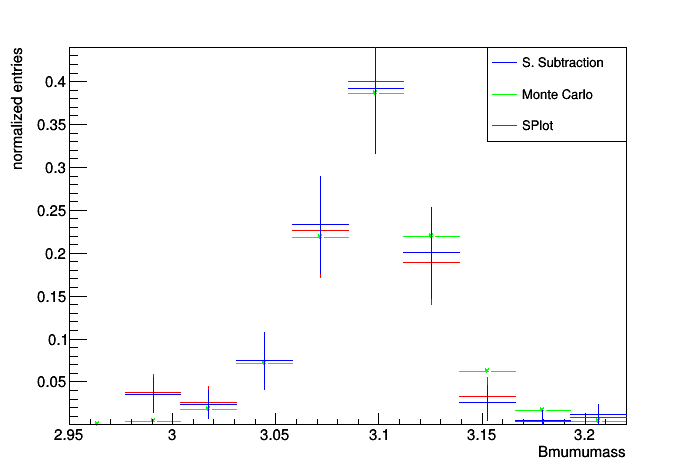 normalized entries
0.4
0.35
0.3
0.25
0.2
0.15
0.1
0.05
2.95 3 3.05 3.1 3.15 3.2
Bmumumass
S. Subtraction
Monte Carlo
SPlot